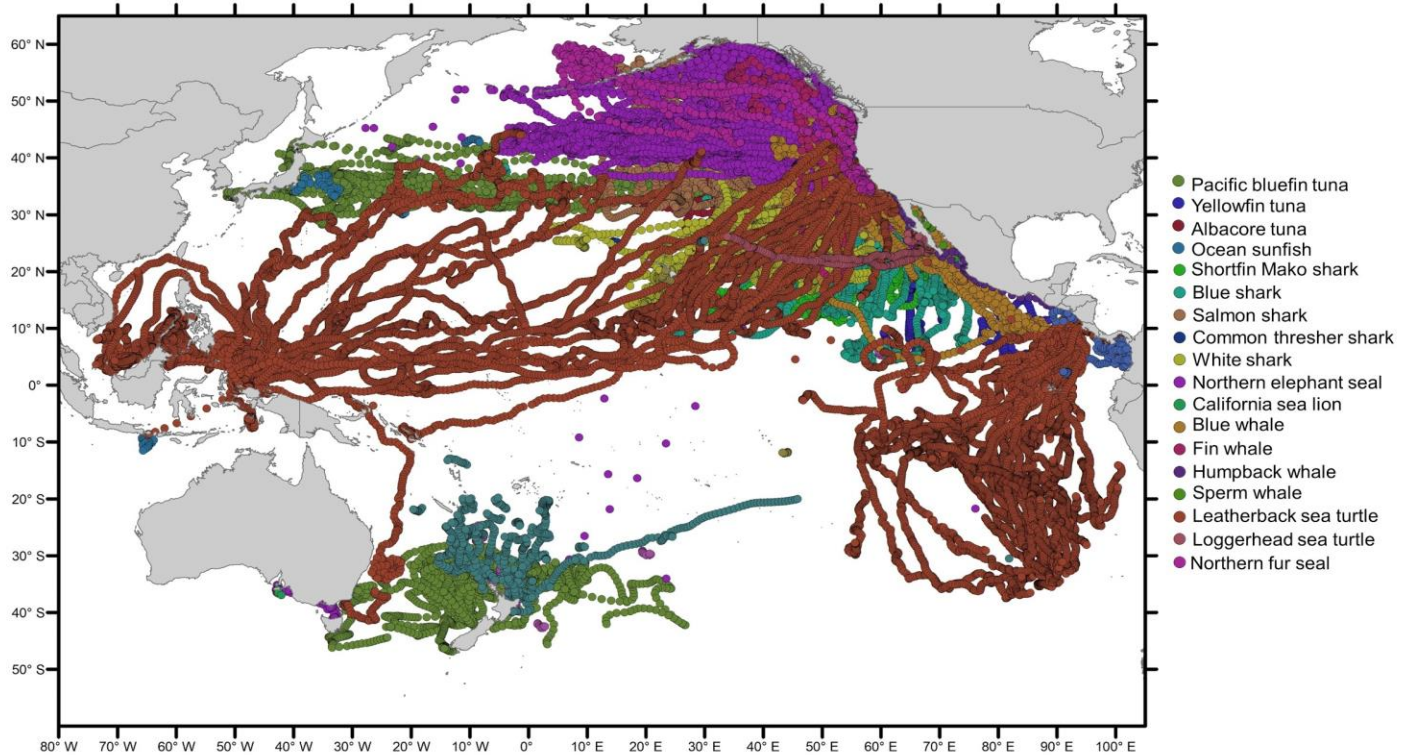 60° N
50° N
40° N
30° N
20° N
10° N
0°
10° S
20° S
30° S
40° S
50° S
80° W 70° W 60° W 50° W 40° W 30° W 20° W 10° W 0° 10° E 20° E 30° E 40° E 50° E 60° E 70° E 80° E 90° E 100° E
Pacific bluefin tuna
Yellowfin tuna
Albacore tuna
Ocean sunfish
Shortfin Mako shark
Blue shark
Salmon shark
Common thresher shark
White shark
Northern elephant seal
California sea lion
Blue whale
Fin whale
Humpback whale
Sperm whale
Leatherback sea turtle
Loggerhead sea turtle
Northern fur seal